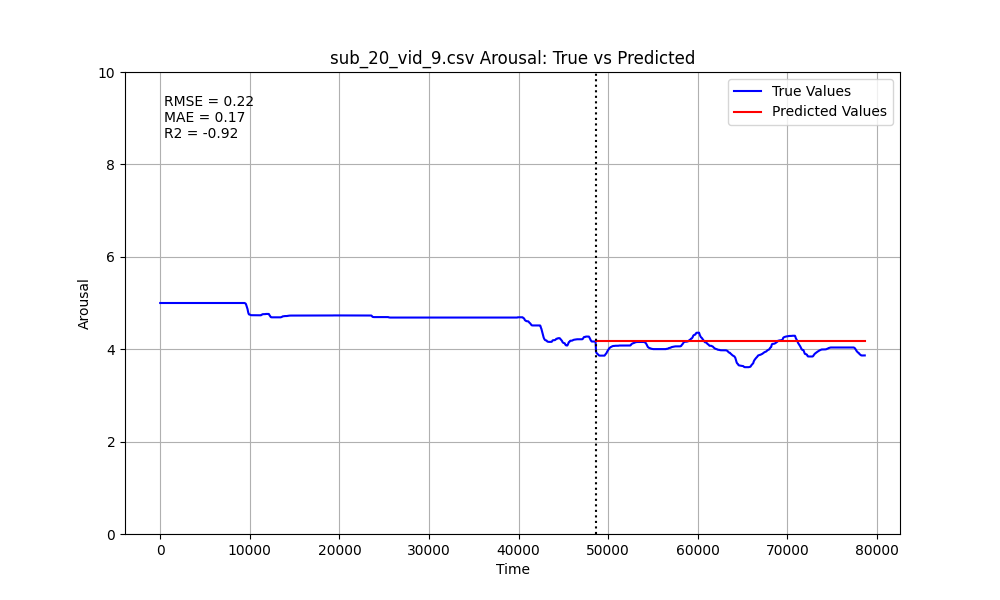 sub_20_vid_9.csv Arousal: True vs Predicted
10
8
6
4
2
0
Arousal
RMSE = 0.22
MAE = 0.17
R2 = -0.92
True Values
Predicted Values
0 10000 20000 30000 40000 50000 60000 70000 80000
Time